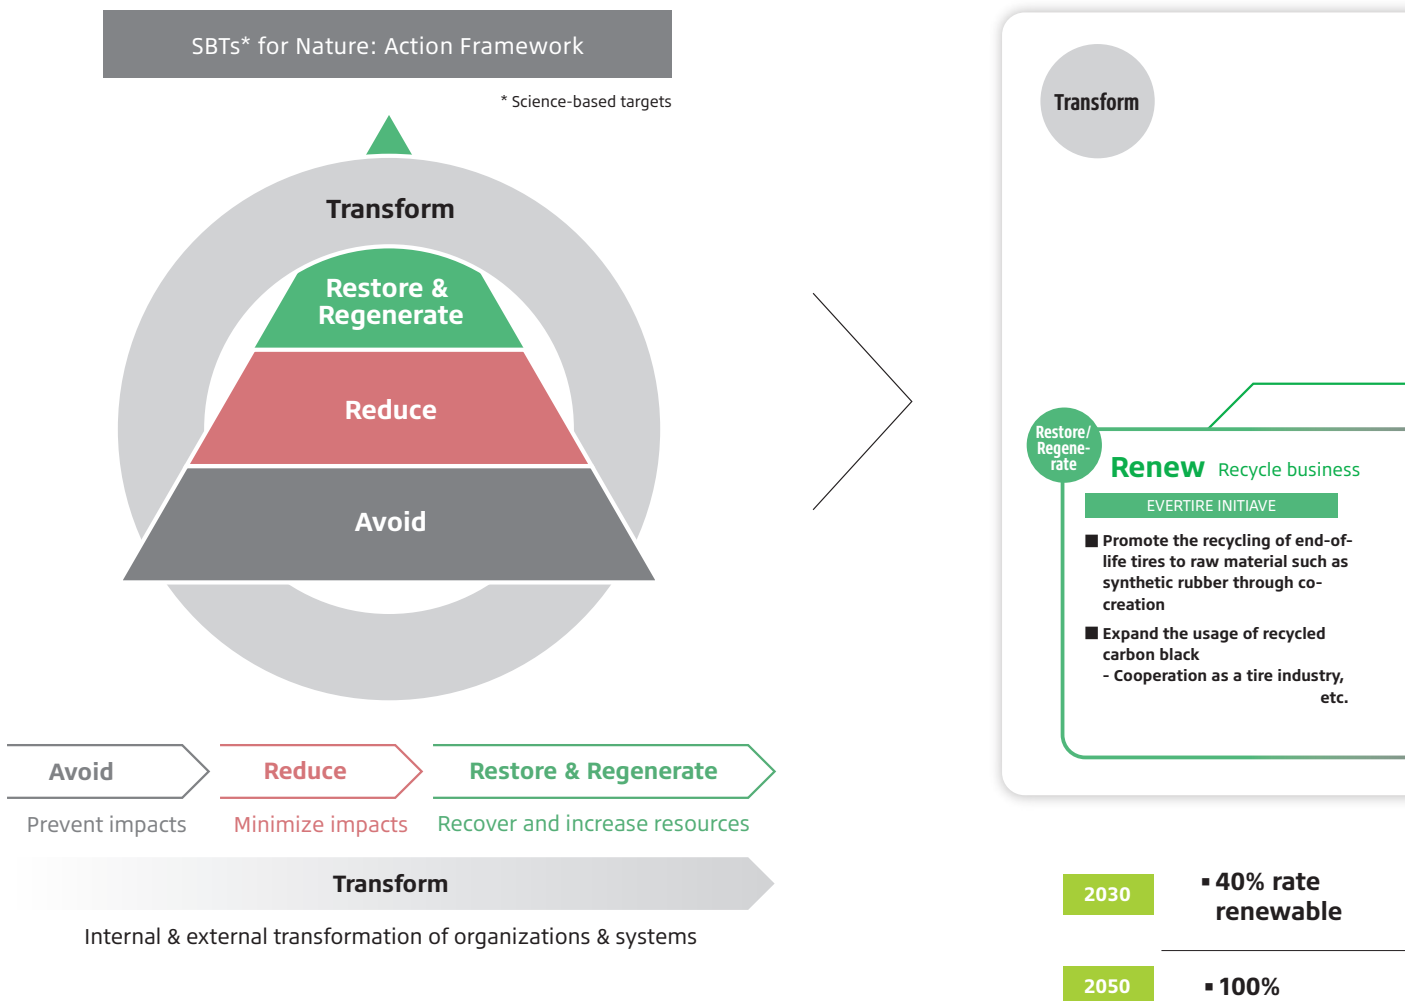 SBTs* for Nature: Action Framework
* Science-based targets
Transform
Restore &
Regenerate
Reduce
Avoid
Avoid
Reduce
Restore & Regenerate
Prevent impacts
Minimize impacts
Recover and increase resources
Transform
Internal & external transformation of organizations & systems
Transform
Restore/
Regene-
rate
Renew Recycle business
EVERTIRE INITIAVE
■ Promote the recycling of end-of-
life tires to raw material such as
synthetic rubber through co-
creation
■ Expand the usage of recycled
carbon black
- Cooperation as a tire industry,
etc.
2030
▪ 40% rate
renewable
2050
▪ 100%